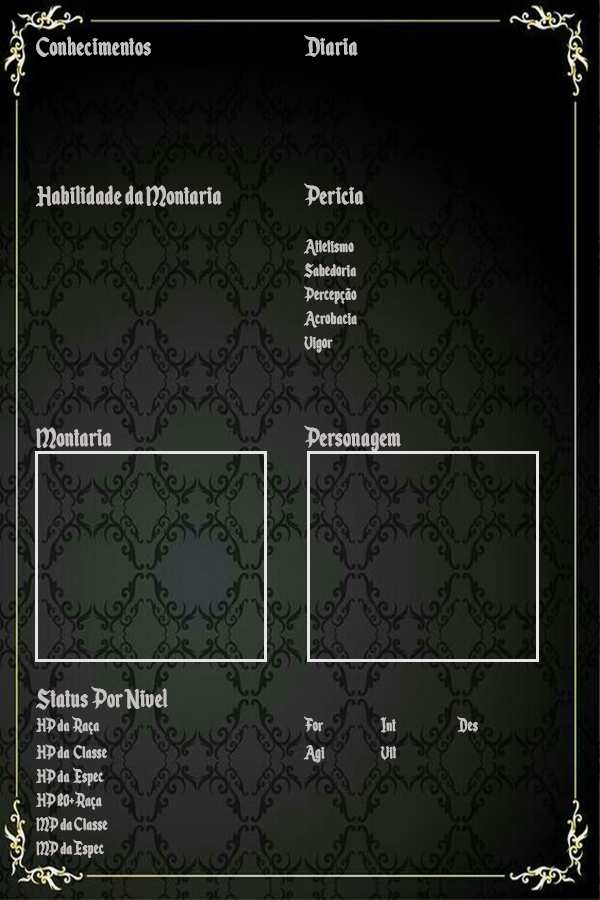 Conhecimentos
Diaria
Habilidade da Montaria
Pericia
Atletismo
Sabedoria
Percepção
Acrobacia
Vigor
Montaria
Personagem
Status Por Nivel
HP da Raça
For
Int
Des
HP da Classe
Agi
Vit
HP da Espec
HP 20+Raça
MP da Classe
MP da Espec